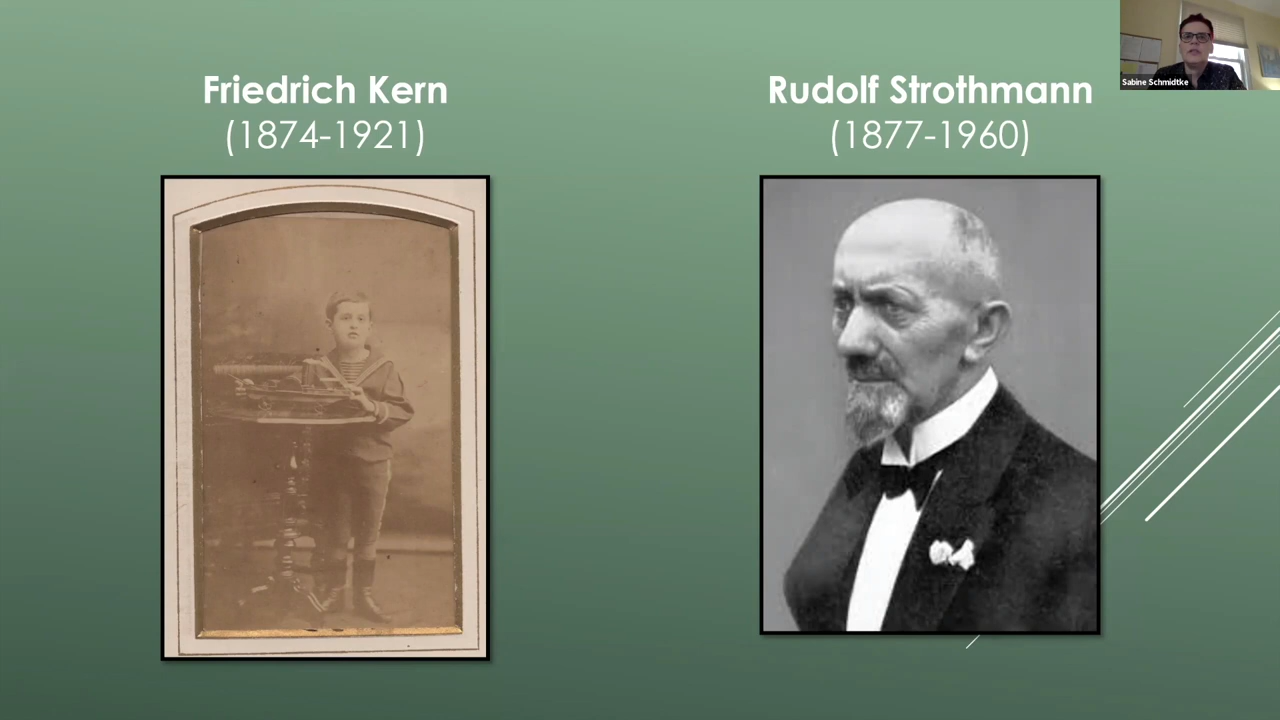 Friedrich Kern
(1874-1921)
Rudolf Strothmann
(1877-1960)
Sabine Schmidtke